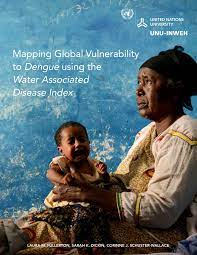 UNITED NATIONS
UNIVERSITY
UNU-INWEH
Mapping Global Vulnerability
to Dengue using the
Water Associated
Disease Index
LAURA M. FULLERTON, SARAH K. DICKIN, CORINNE J. SCHUSTER-WALLACE